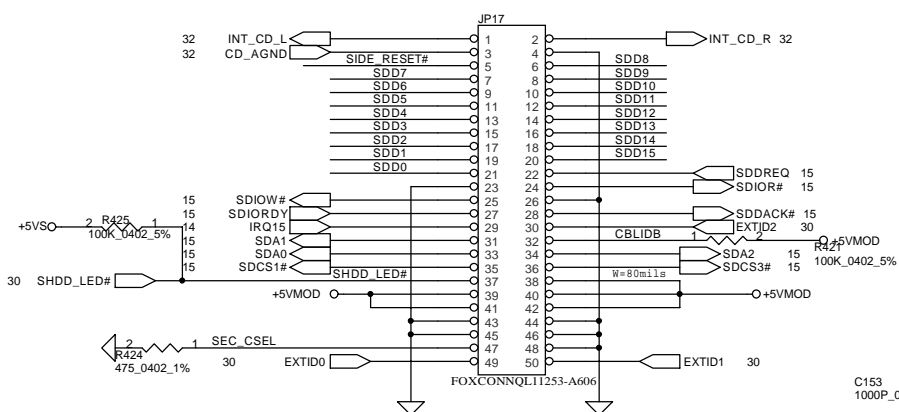 JP17
32 INT_CD_L 1 2 INT_CD_R 32
32 CD_AGND 3 4
SIDE_RESET# 5 6 SDD8
SDD7 7 8 SDD9
SDD6 9 10 SDD10
SDD5 11 12 SDD11
SDD4 13 14 SDD12
SDD3 15 16 SDD13
SDD2 17 18 SDD14
SDD1 19 20 SDD15
SDD0 21 22 SDDREQ 15
23 24 SDIOR# 15
15 SDIOW# 25 26
15 SDIORDY 27 28 SDDACK# 15
+5VS 2 R425 1 14 IRQ15 29 30 EXTID2 30
100K_0402_5% 15 SDA1 31 32 CBLIDB 1 2 +5VMOD
15 SDA0 33 34 SDA2 15 R421
15 SDCS1# 35 36 SDCS3# 15 100K_0402_5%
30 SHDD_LED# SHDD_LED# 37 38 W=80mils
+5VMOD 39 40 +5VMOD
41 42
43 44
45 46
2 1 SEC_CSEL 47 48
R424
475_0402_1% 30 EXTID0 49 50 EXTID1 30
FOXCONNQL11253-A606
C153
1000P_0